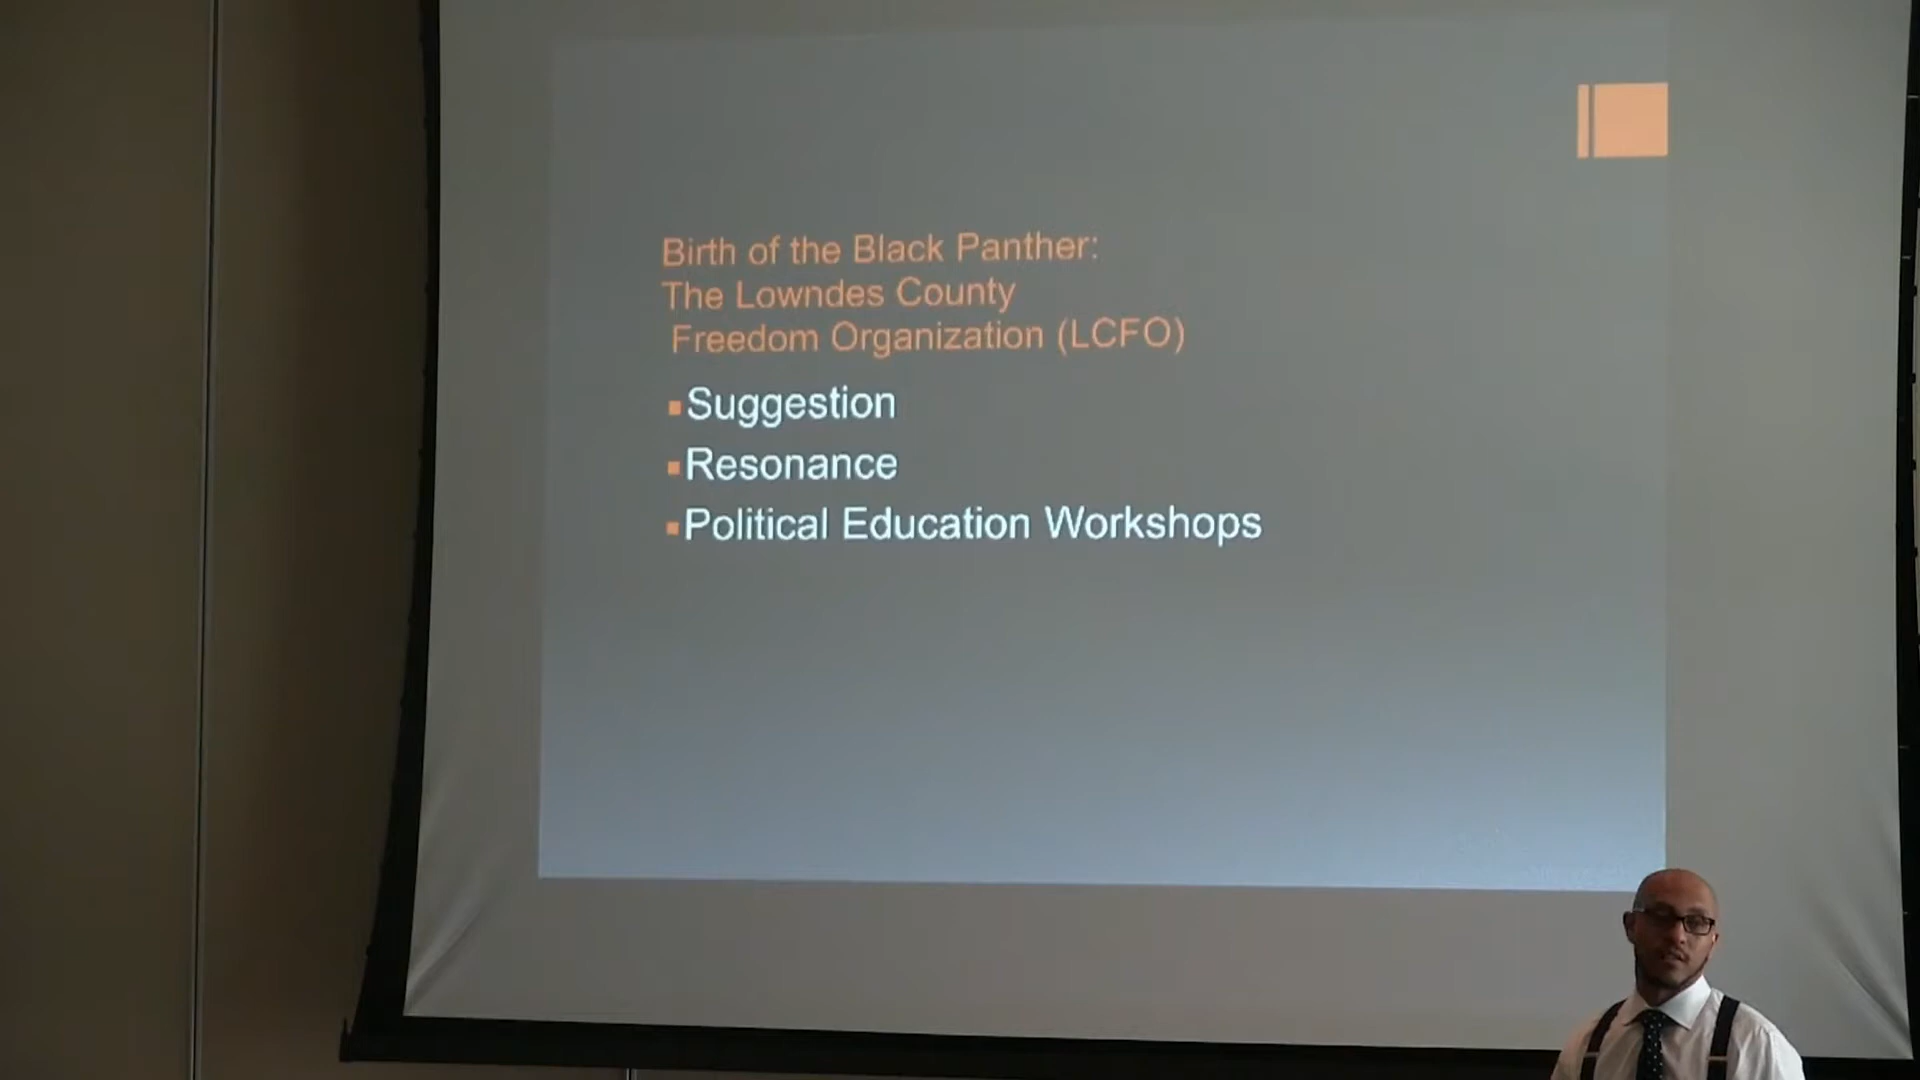 Birth of the Black Panther:
The Lowndes County
Freedom Organization (LCFO)
Suggestion
Resonance
Political Education Workshops